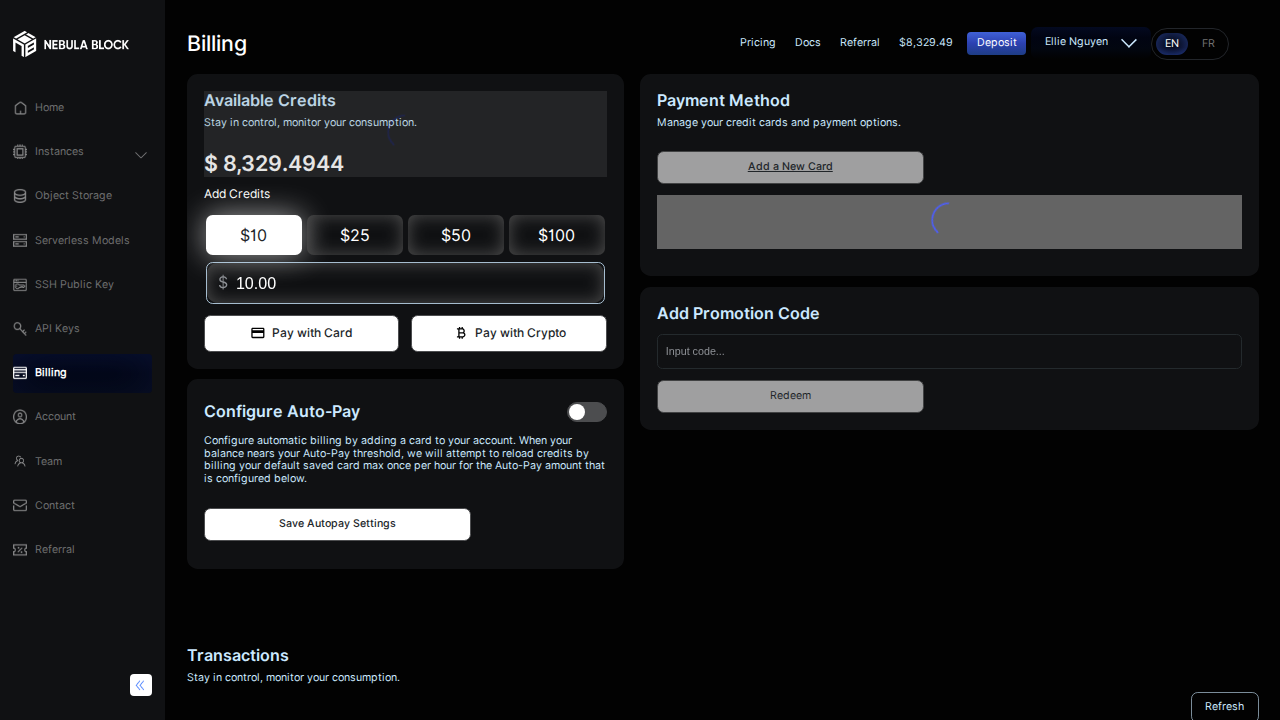 NEBULA BLOCK
Home
Instances
Object Storage
Serverless Models
SSH Public Key
API Keys
Billing
Account
Team
Contact
Referral
Billing
Pricing
Docs
Referral
$8,329.49
Deposit
Ellie Nguyen
EN
FR
Available Credits
Stay in control, monitor your consumption.
$ 8,329.4944
Add Credits
$10
$25
$50
$100
$ 10.00
Pay with Card
Pay with Crypto
Configure Auto-Pay
Configure automatic billing by adding a card to your account. When your
balance nears your Auto-Pay threshold, we will attempt to reload credits by
billing your default saved card max once per hour for the Auto-Pay amount that
is configured below.
Save Autopay Settings
Payment Method
Manage your credit cards and payment options.
Add a New Card
Add Promotion Code
Input code...
Redeem
Transactions
Stay in control, monitor your consumption.
Refresh